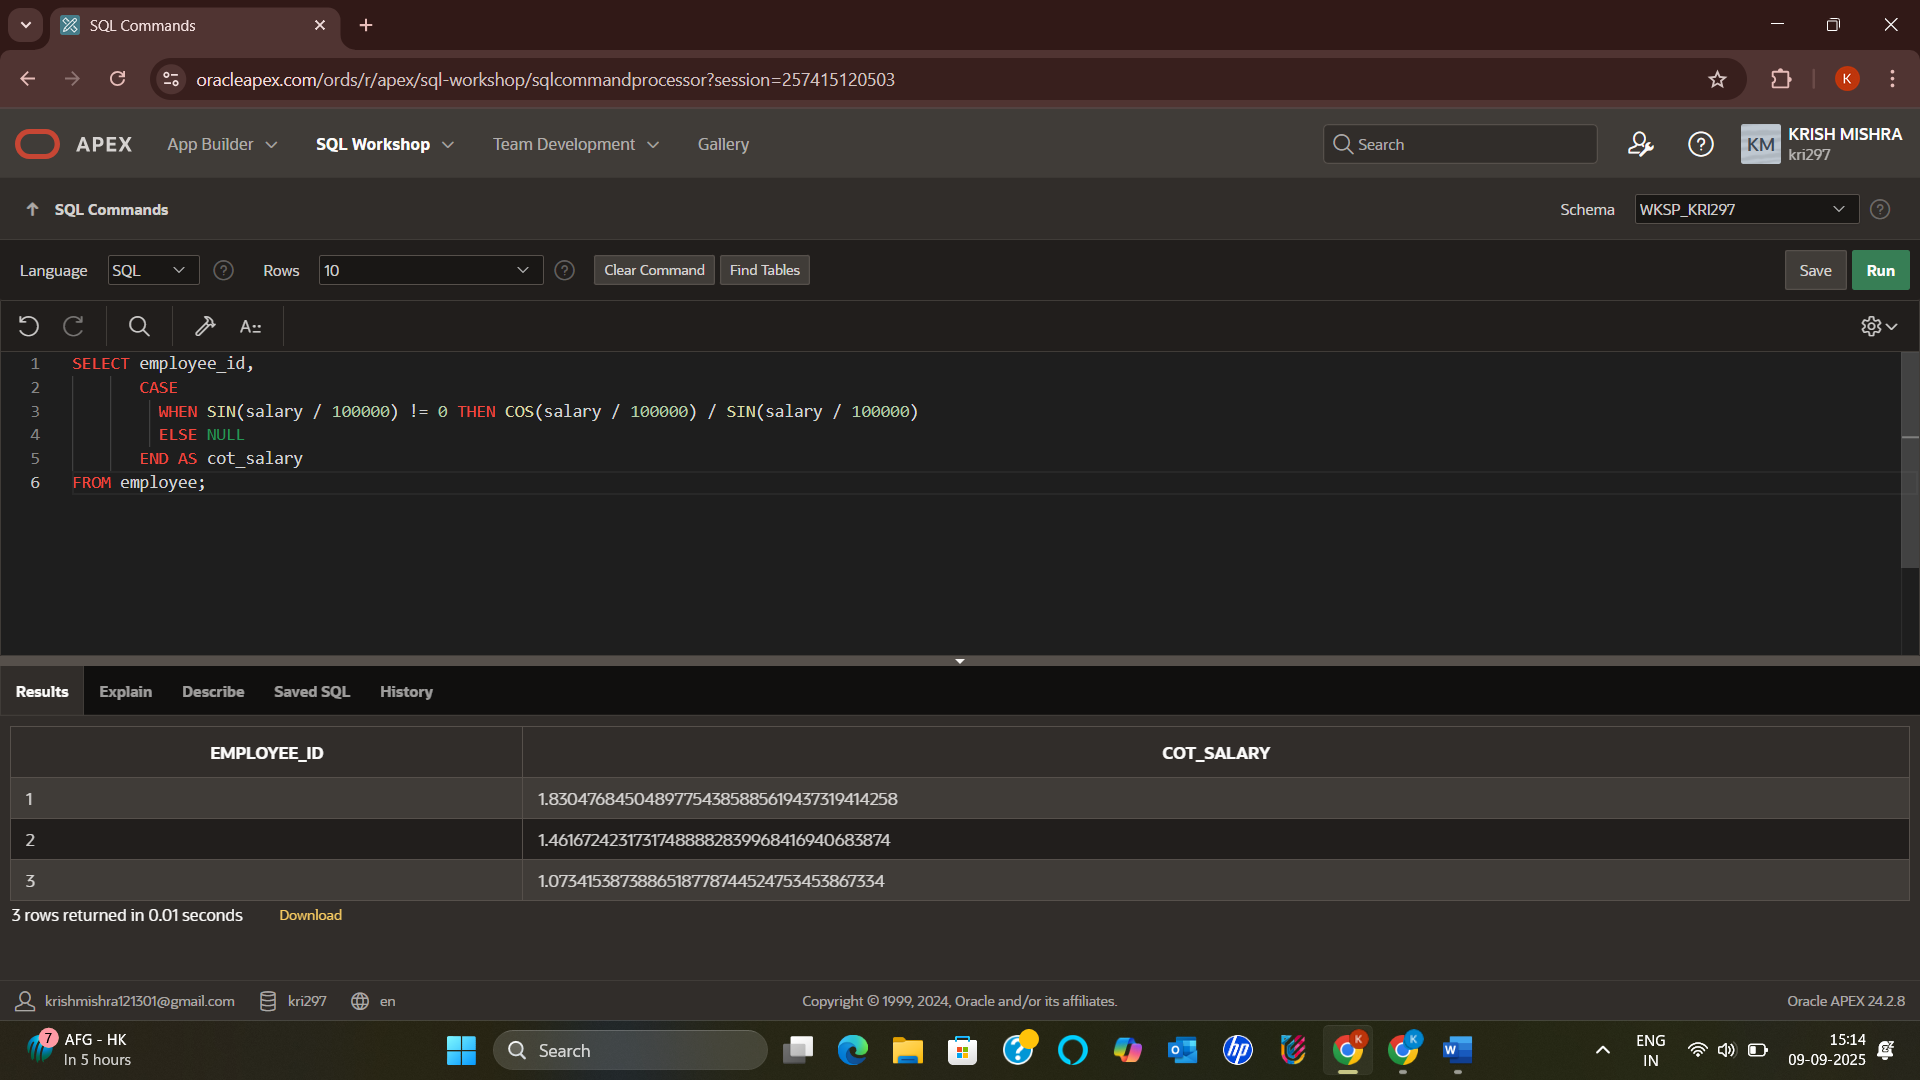 SQL Commands
oracleapex.com/ords/r/apex/sql-workshop/sqlcommandprocessor?session=257415120503
K
APEX
App Builder
SQL Workshop
Team Development
Gallery
Search
KM
KRISH MISHRA
kri297
SQL Commands
Schema
WKSP_KRI297
Language
SQL
Rows
10
Clear Command
Find Tables
Save
Run
1 SELECT employee_id,
2 CASE
3 WHEN SIN(salary / 100000) != 0 THEN COS(salary / 100000) / SIN(salary / 100000)
4 ELSE NULL
5 END AS cot_salary
6 FROM employee;
Results
Explain
Describe
Saved SQL
History
EMPLOYEE_ID COT_SALARY
1 1.83047684504897754385885619437319414258
2 1.46167242317317488882839968416940683874
3 1.07341538738865187787445247534538​67334
3 rows returned in 0.01 seconds
Download
krishmishra121301@gmail.com
kri297
en
Copyright © 1999, 2024, Oracle and/or its affiliates.
Oracle APEX 24.2.8
7
AFG - HK
In 5 hours
Search
hp
K
K
W
ENG
IN
15:14
09-09-2025